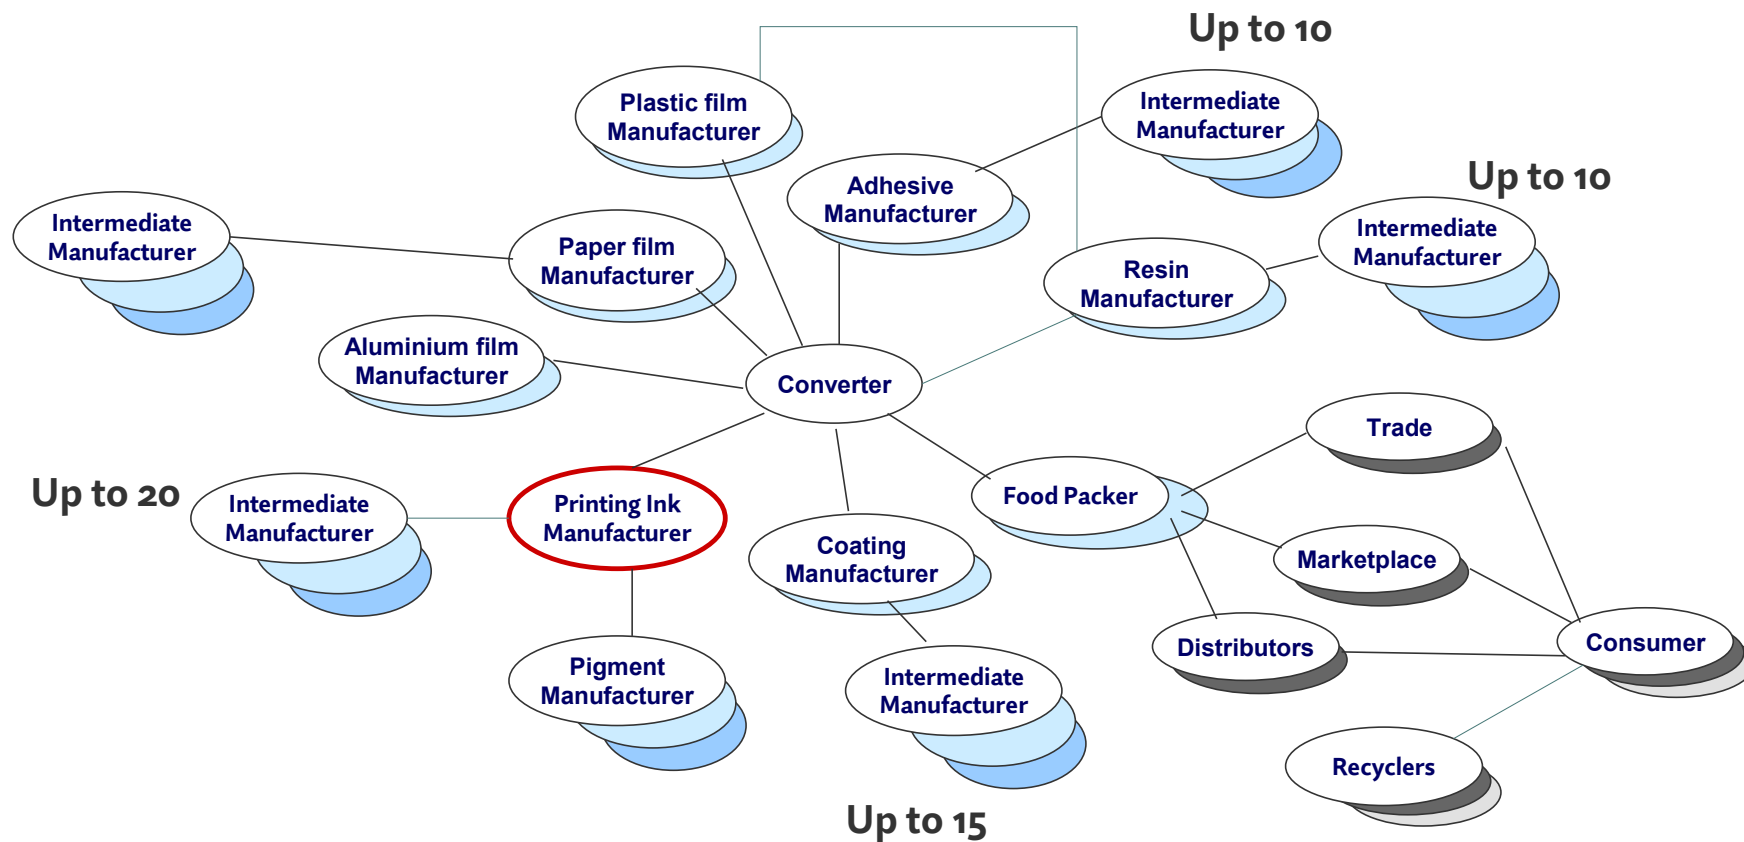 Up to 10
Plastic film
Manufacturer
Intermediate
Manufacturer
Adhesive
Manufacturer
Up to 10
Intermediate
Manufacturer
Paper film
Manufacturer
Intermediate
Manufacturer
Resin
Manufacturer
Aluminium film
Manufacturer
Converter
Trade
Up to 20
Intermediate
Manufacturer
Printing Ink
Manufacturer
Food Packer
Coating
Manufacturer
Marketplace
Distributors
Consumer
Pigment
Manufacturer
Intermediate
Manufacturer
Recyclers
Up to 15